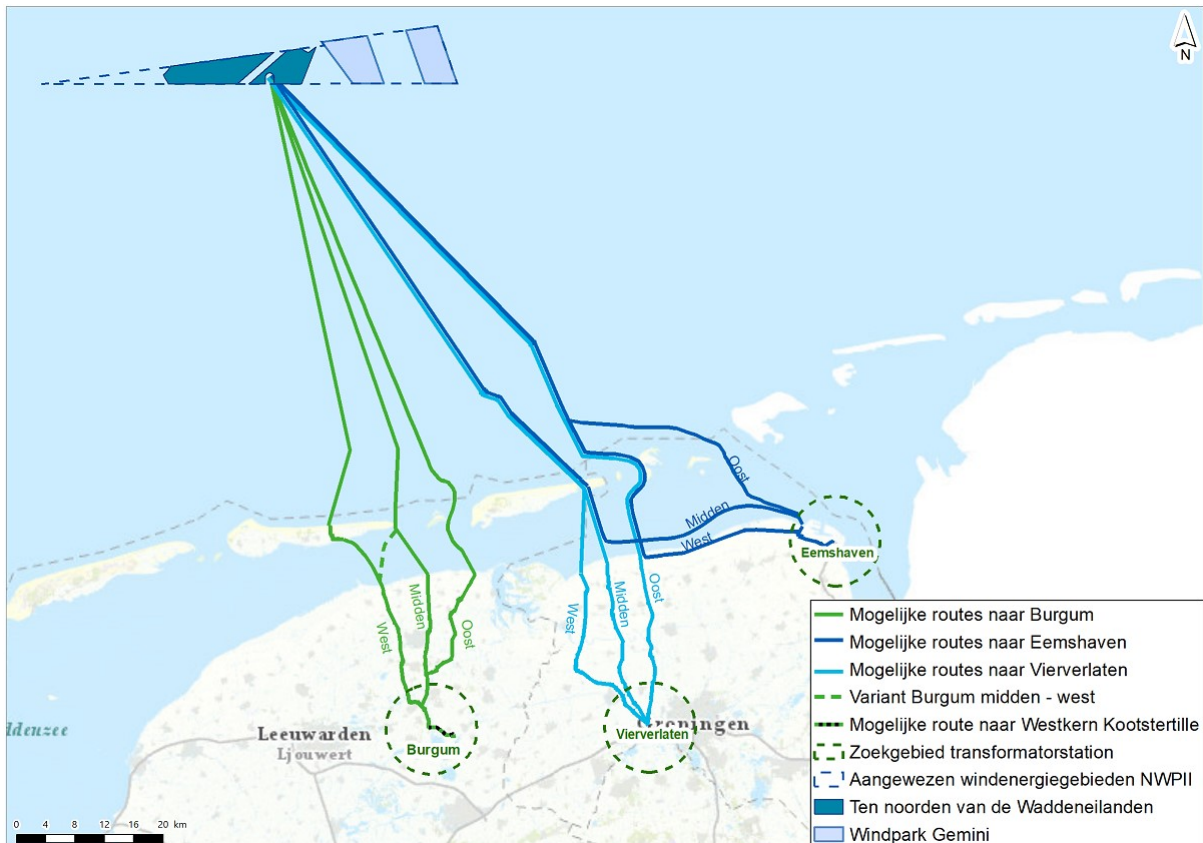 N
Oost
Midden
West
Eemshaven
West
Midden
Oost
West
Midden
Oost
Leeuwarden
Ljouwert
Burgum
Groningen
Vierverlaten
ddenzee
0 4 8 12 16 20 km
Mogelijke routes naar Burgum
Mogelijke routes naar Eemshaven
Mogelijke routes naar Vierverlaten
Variant Burgum midden - west
Mogelijke route naar Westkern Kootstertille
Zoekgebied transformatorstation
Aangewezen windenergiegebieden NWPII
Ten noorden van de Waddeneilanden
Windpark Gemini